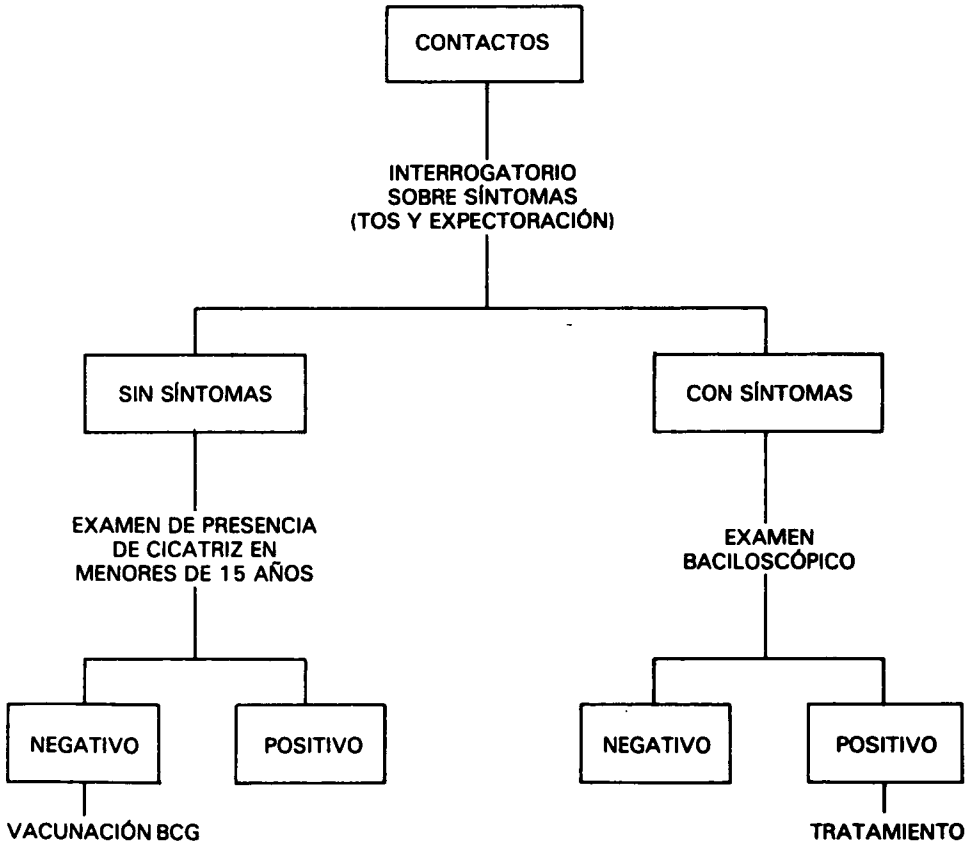 CONTACTOS
INTERROGATORIO
SOBRE SÍNTOMAS
(TOS Y EXPECTORACIÓN)
SIN SÍNTOMAS
CON SÍNTOMAS
EXAMEN DE PRESENCIA
DE CICATRIZ EN
MENORES DE 15 AÑOS
EXAMEN
BACILOSCÓPICO
NEGATIVO
POSITIVO
NEGATIVO
POSITIVO
VACUNACIÓN BCG
TRATAMIENTO